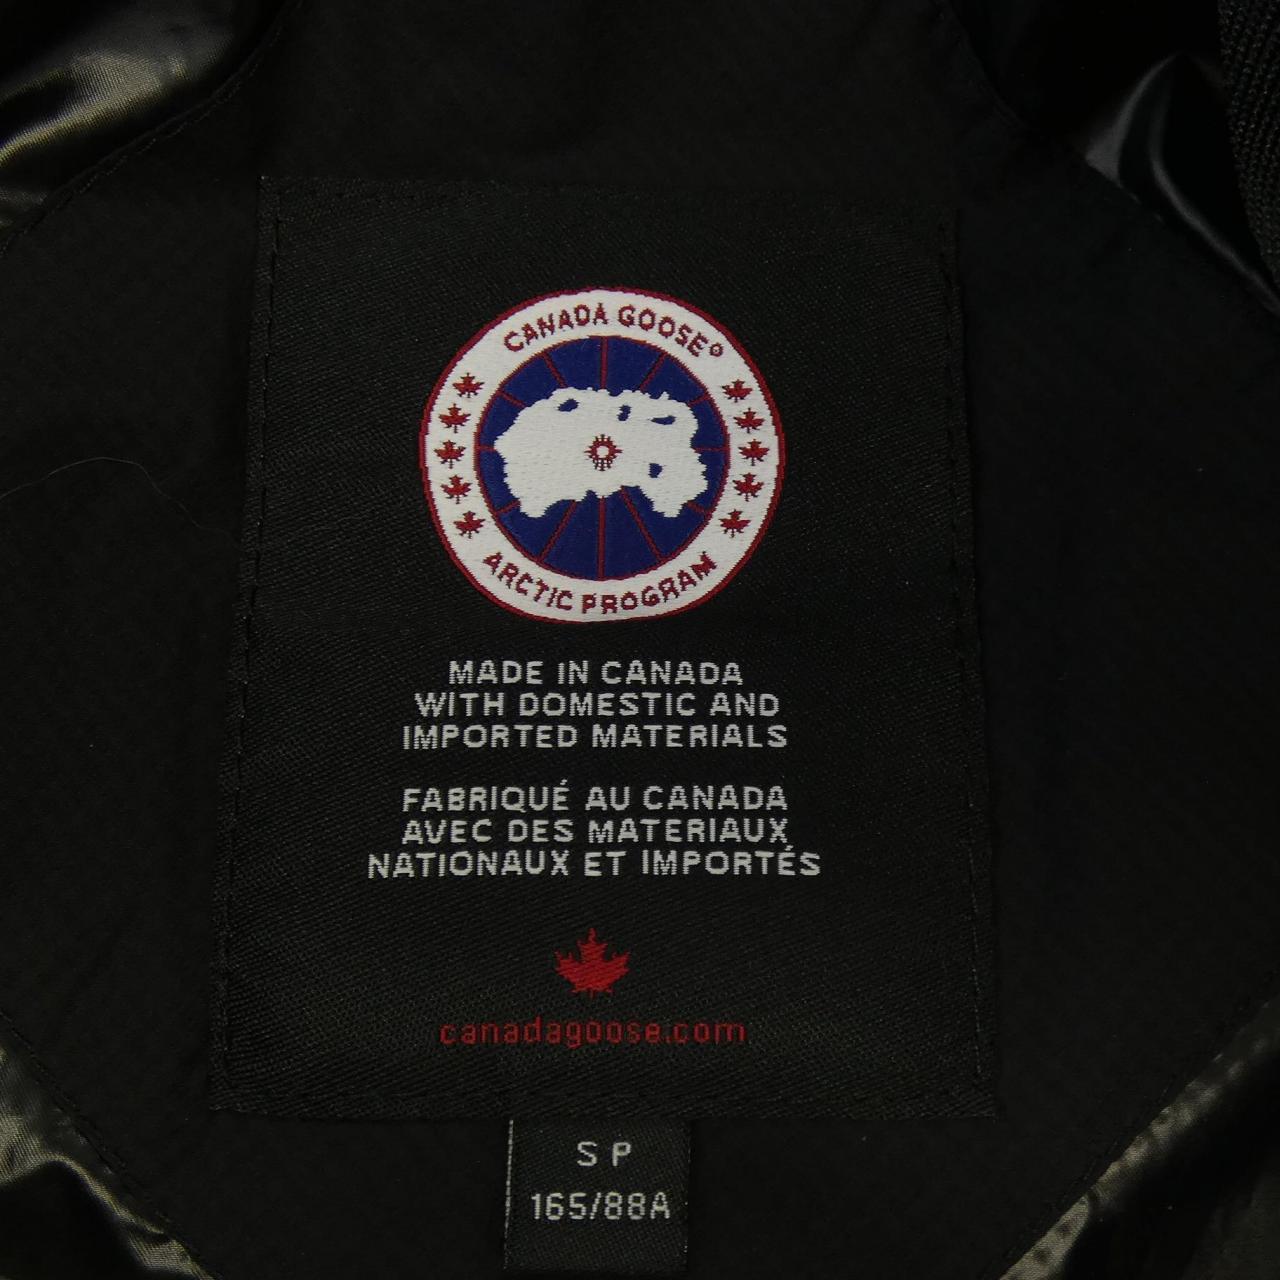 CANADA GOOSE®
ARCTIC PROGRAM
MADE IN CANADA
WITH DOMESTIC AND
IMPORTED MATERIALS
FABRIQUÉ AU CANADA
AVEC DES MATERIAUX
NATIONAUX ET IMPORTÉS
canadagoose.com
S P
165/88A